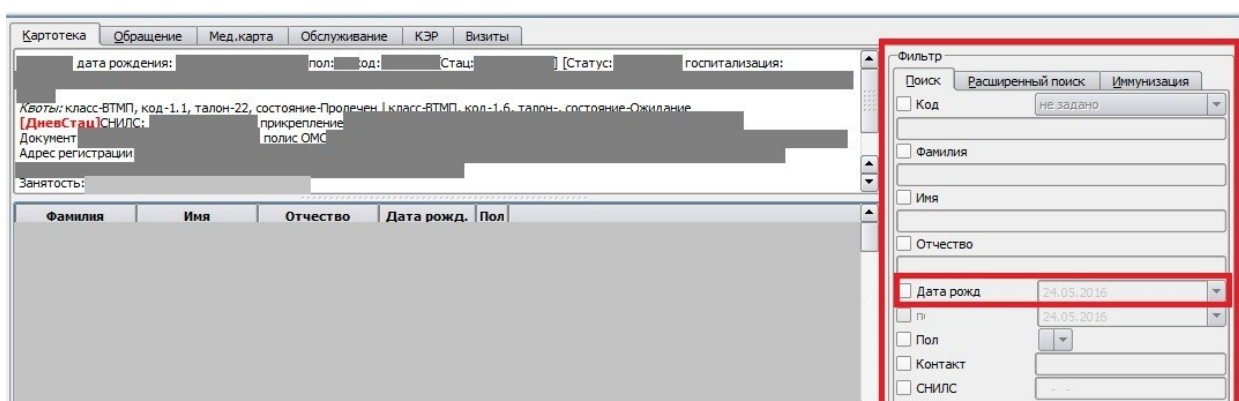 Картотека Обращение Мед.карта Обслуживание КЭР Визиты
дата рождения: пол: код: Стац: ] [Статус: госпитализация:
Квоты: класс-ВТМП, код-1.1, талон-22, состояние-Пролечен | класс-ВТМП, код-1.6, талон-, состояние-Ожидание
[ДневСтац]СНИЛС: прикрепление
Документ полис ОМС
Адрес регистрации
Занятость:
Фамилия Имя Отчество Дата рожд. Пол
Фильтр
Поиск Расширенный поиск Иммунизация
Код не задано
Фамилия
Имя
Отчество
Дата рожд 24.05.2016
24.05.2016
Пол
Контакт
СНИЛС - -